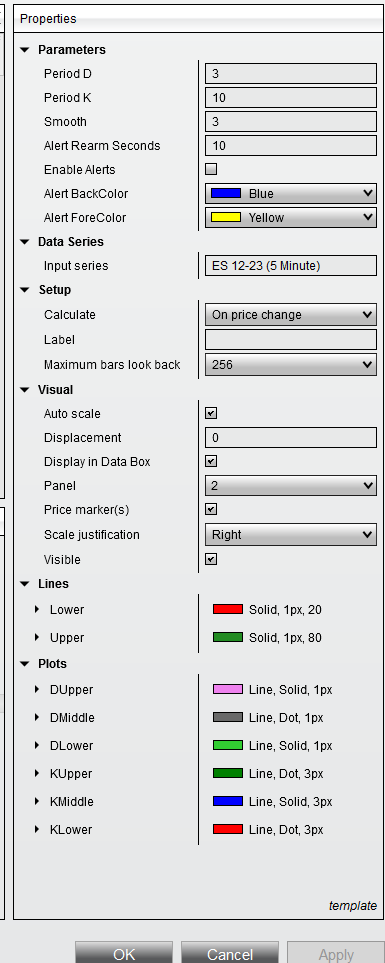 Properties
Parameters
Period D 3
Period K 10
Smooth 3
Alert Rearm Seconds 10
Enable Alerts
Alert BackColor Blue
Alert ForeColor Yellow
Data Series
Input series ES 12-23 (5 Minute)
Setup
Calculate On price change
Label
Maximum bars look back 256
Visual
Auto scale
Displacement 0
Display in Data Box
Panel 2
Price marker(s)
Scale justification Right
Visible
Lines
Lower Solid, 1px, 20
Upper Solid, 1px, 80
Plots
DUpper Line, Solid, 1px
DMiddle Line, Dot, 1px
DLower Line, Solid, 1px
KUpper Line, Dot, 3px
KMiddle Line, Solid, 3px
KLower Line, Dot, 3px
template
OK Cancel Apply